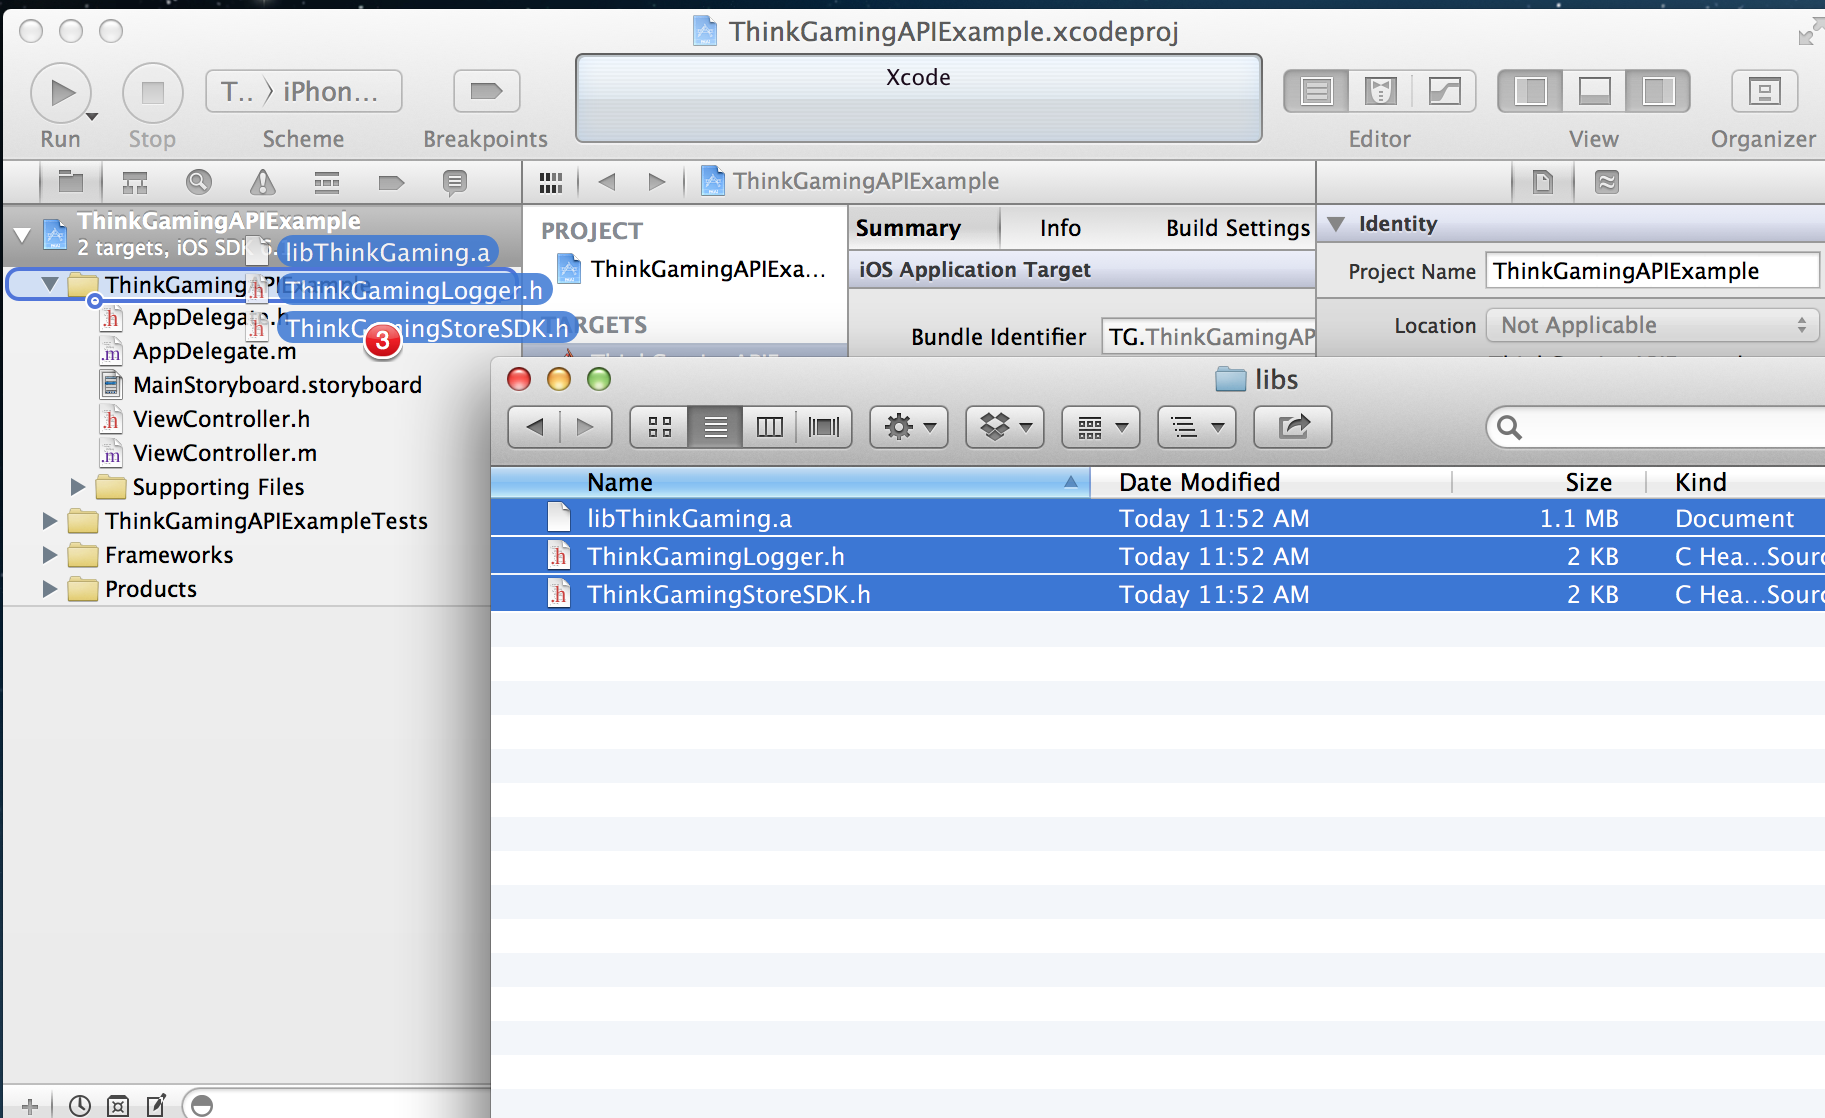 ThinkGamingAPIExample.xcodeproj
T.. 〉 iPhon...
Xcode
Run
Stop
Scheme
Breakpoints
Editor
View
Organizer
ThinkGamingAPIExample
ThinkGamingAPIExample
2 targets, iOS SDK 6.
libThinkGaming.a
ThinkGamingLogger.h
ThinkGamingStoreSDK.h
3
ThinkGamingAPIExample
AppDelegate.h
AppDelegate.m
MainStoryboard.storyboard
ViewController.h
ViewController.m
Supporting Files
ThinkGamingAPIExampleTests
Frameworks
Products
PROJECT
ThinkGamingAPIExa...
TARGETS
Summary
Info
Build Settings
iOS Application Target
Bundle Identifier
TG.ThinkGamingAP
Identity
Project Name
ThinkGamingAPIExample
Location
Not Applicable
libs
Name
Date Modified
Size
Kind
libThinkGaming.a
Today 11:52 AM
1.1 MB
Document
ThinkGamingLogger.h
Today 11:52 AM
2 KB
C Hea...Sourc
ThinkGamingStoreSDK.h
Today 11:52 AM
2 KB
C Hea...Sourc